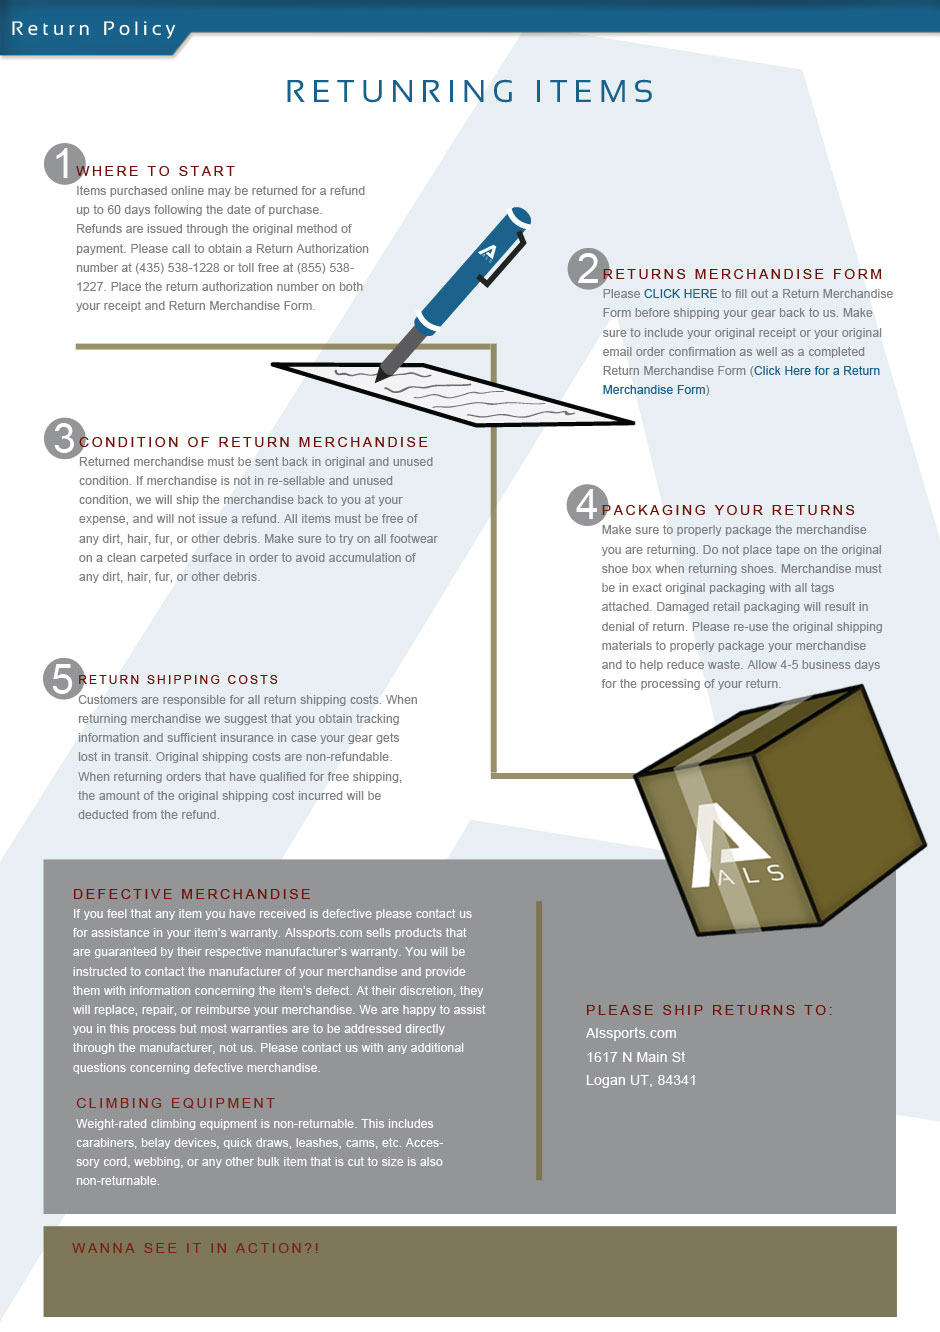 Return Policy
RETUNRING ITEMS
1
WHERE TO START
Items purchased online may be returned for a refund
up to 60 days following the date of purchase.
Refunds are issued through the original method of
payment. Please call to obtain a Return Authorization
number at (435) 538-1228 or toll free at (855) 538-
1227. Place the return authorization number on both
your receipt and Return Merchandise Form.
2
RETURNS MERCHANDISE FORM
Please CLICK HERE to fill out a Return Merchandise
Form before shipping your gear back to us. Make
sure to include your original receipt or your original
email order confirmation as well as a completed
Return Merchandise Form (Click Here for a Return
Merchandise Form)
3
CONDITION OF RETURN MERCHANDISE
Returned merchandise must be sent back in original and unused
condition. If merchandise is not in re-sellable and unused
condition, we will ship the merchandise back to you at your
expense, and will not issue a refund. All items must be free of
any dirt, hair, fur, or other debris. Make sure to try on all footwear
on a clean carpeted surface in order to avoid accumulation of
any dirt, hair, fur, or other debris.
4
PACKAGING YOUR RETURNS
Make sure to properly package the merchandise
you are returning. Do not place tape on the original
shoe box when returning shoes. Merchandise must
be in exact original packaging with all tags
attached. Damaged retail packaging will result in
denial of return. Please re-use the original shipping
materials to properly package your merchandise
and to help reduce waste. Allow 4-5 business days
for the processing of your return.
5
RETURN SHIPPING COSTS
Customers are responsible for all return shipping costs. When
returning merchandise we suggest that you obtain tracking
information and sufficient insurance in case your gear gets
lost in transit. Original shipping costs are non-refundable.
When returning orders that have qualified for free shipping,
the amount of the original shipping cost incurred will be
deducted from the refund.
ALS
DEFECTIVE MERCHANDISE
If you feel that any item you have received is defective please contact us
for assistance in your item's warranty. Alssports.com sells products that
are guaranteed by their respective manufacturer's warranty. You will be
instructed to contact the manufacturer of your merchandise and provide
them with information concerning the item's defect. At their discretion, they
will replace, repair, or reimburse your merchandise. We are happy to assist
you in this process but most warranties are to be addressed directly
through the manufacturer, not us. Please contact us with any additional
questions concerning defective merchandise.
CLIMBING EQUIPMENT
Weight-rated climbing equipment is non-returnable. This includes
carabiners, belay devices, quick draws, leashes, cams, etc. Acces-
sory cord, webbing, or any other bulk item that is cut to size is also
non-returnable.
PLEASE SHIP RETURNS TO:
Alssports.com
1617 N Main St
Logan UT, 84341
WANNA SEE IT IN ACTION?!